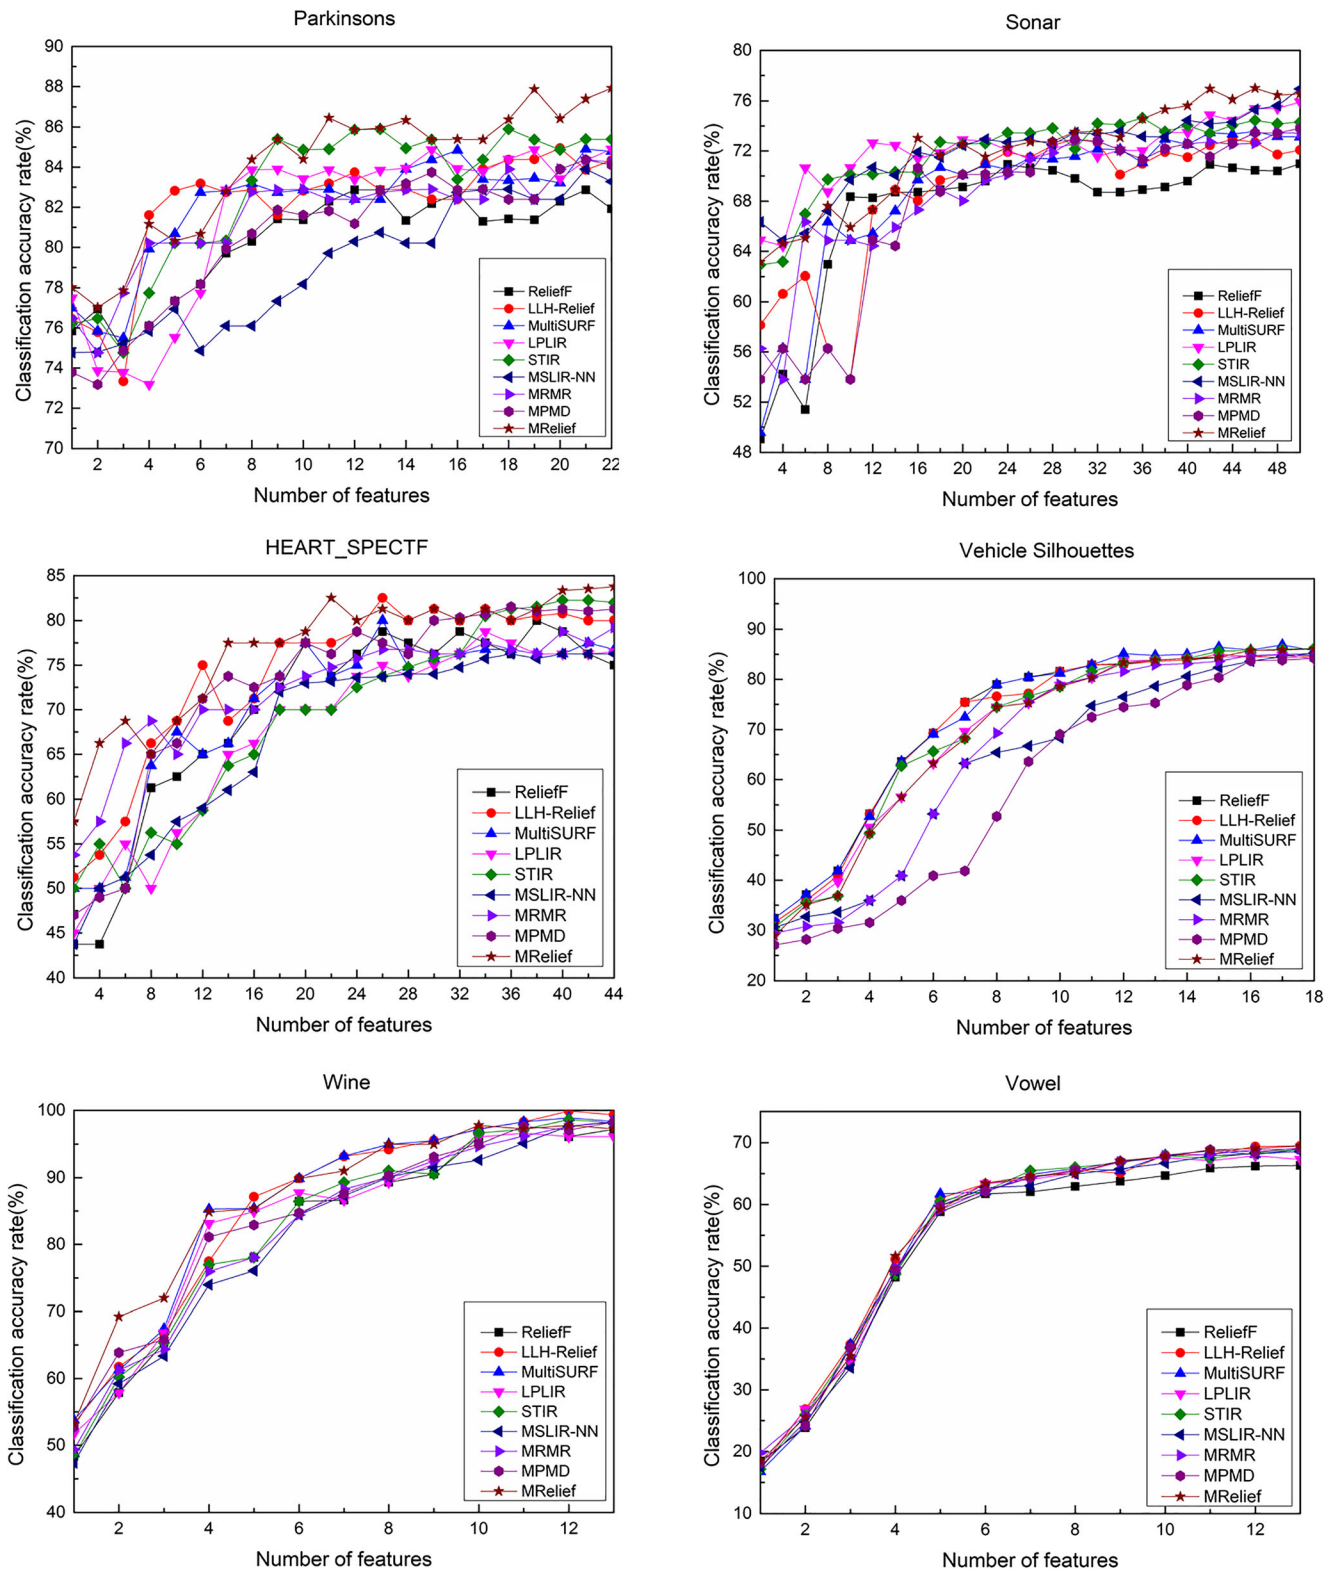 Parkinsons
Classification accuracy rate(%)
90
88
86
84
82
80
78
76
74
72
70
ReliefF
LLH-Relief
MultiSURF
LPLIR
STIR
MSLIR-NN
MRMR
MPMD
MRelief
2 4 6 8 10 12 14 16 18 20 22
Number of features
Sonar
Classification accuracy rate(%)
80
76
72
68
64
60
56
52
48
ReliefF
LLH-Relief
MultiSURF
LPLIR
STIR
MSLIR-NN
MRMR
MPMD
MRelief
4 8 12 16 20 24 28 32 36 40 44 48
Number of features
HEART_SPECTF
Classification accuracy rate(%)
85
80
75
70
65
60
55
50
45
40
ReliefF
LLH-Relief
MultiSURF
LPLIR
STIR
MSLIR-NN
MRMR
MPMD
MRelief
4 8 12 16 20 24 28 32 36 40 44
Number of features
Vehicle Silhouettes
Classification accuracy rate(%)
100
90
80
70
60
50
40
30
20
ReliefF
LLH-Relief
MultiSURF
LPLIR
STIR
MSLIR-NN
MRMR
MPMD
MRelief
2 4 6 8 10 12 14 16 18
Number of features
Wine
Classification accuracy rate(%)
100
90
80
70
60
50
40
ReliefF
LLH-Relief
MultiSURF
LPLIR
STIR
MSLIR-NN
MRMR
MPMD
MRelief
2 4 6 8 10 12
Number of features
Vowel
Classification accuracy rate(%)
70
60
50
40
30
20
10
ReliefF
LLH-Relief
MultiSURF
LPLIR
STIR
MSLIR-NN
MRMR
MPMD
MRelief
2 4 6 8 10 12
Number of features